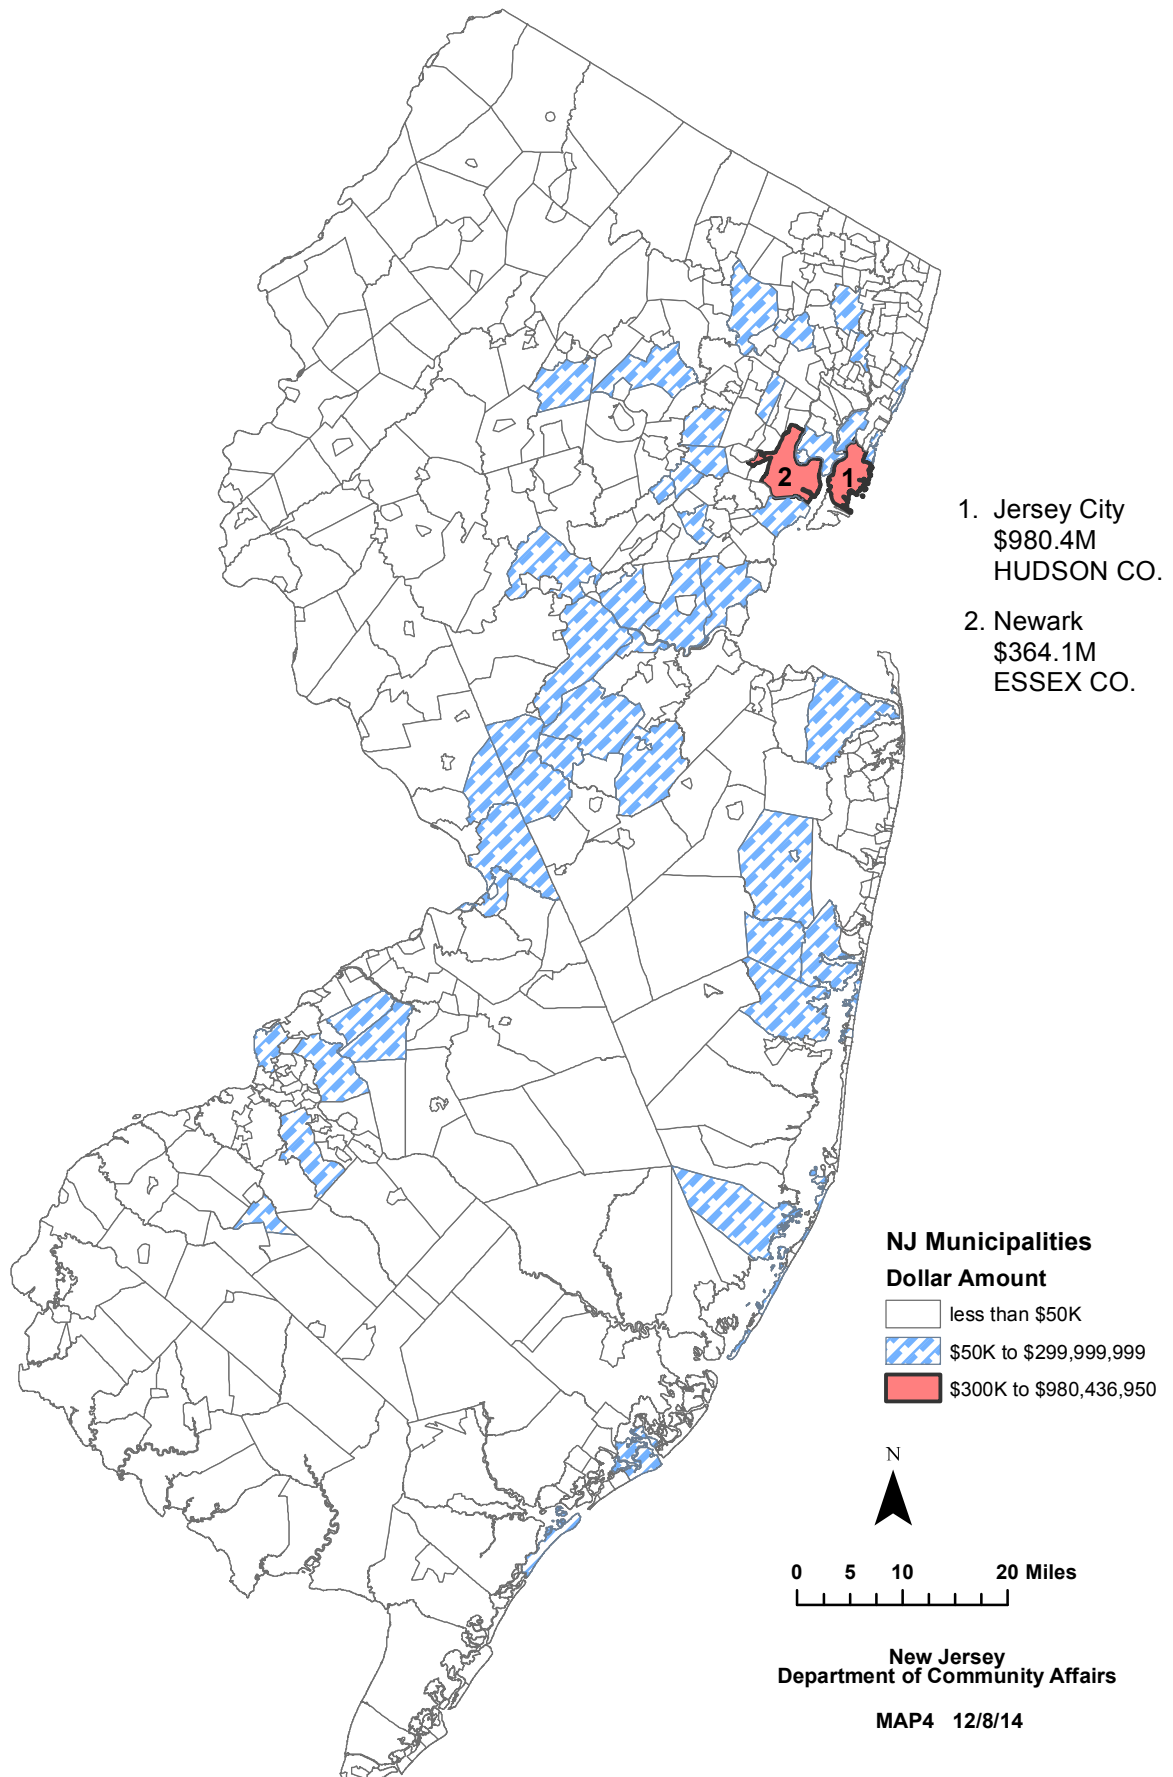 2
1
1. Jersey City
$980.4M
HUDSON CO.
2. Newark
$364.1M
ESSEX CO.
NJ Municipalities
Dollar Amount
less than $50K
$50K to $299,999,999
$300K to $980,436,950
N
0 5 10 20 Miles
New Jersey
Department of Community Affairs
MAP4 12/8/14